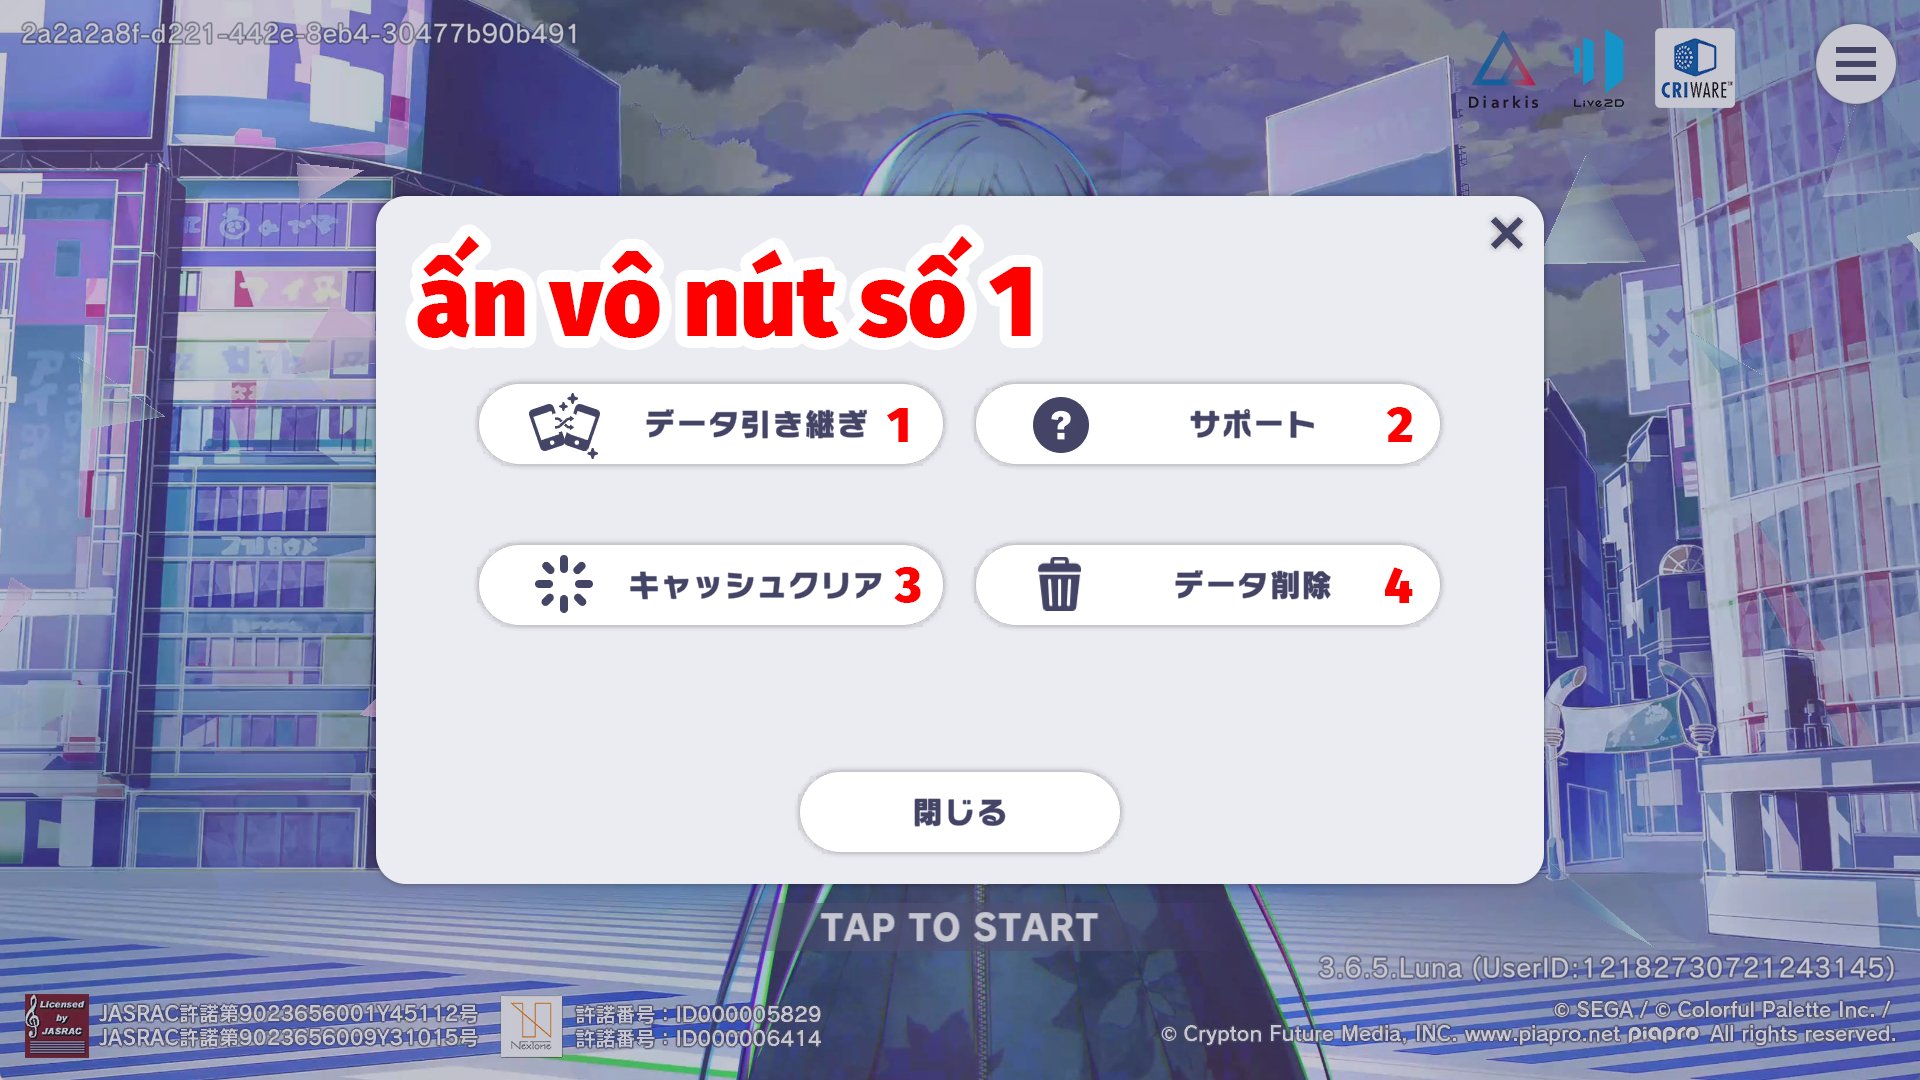 2a2a2a8f-d221-442e-8eb4-30477b90b491
Diarkis
Live2D
CRIWARE™
ấn vô nút số 1
データ引き継ぎ 1
サポート 2
キャッシュクリア 3
データ削除 4
閉じる
TAP TO START
3.6.5.Luna (UserID:12182730721243145)
Licensed by JASRAC
JASRAC許諾第9023656001Y45112号
JASRAC許諾第9023656009Y31015号
Nextone
許諾番号：ID000005829
許諾番号：ID000006414
© SEGA / © Colorful Palette Inc. /
© Crypton Future Media, INC. www.piapro.net piapro All rights reserved.